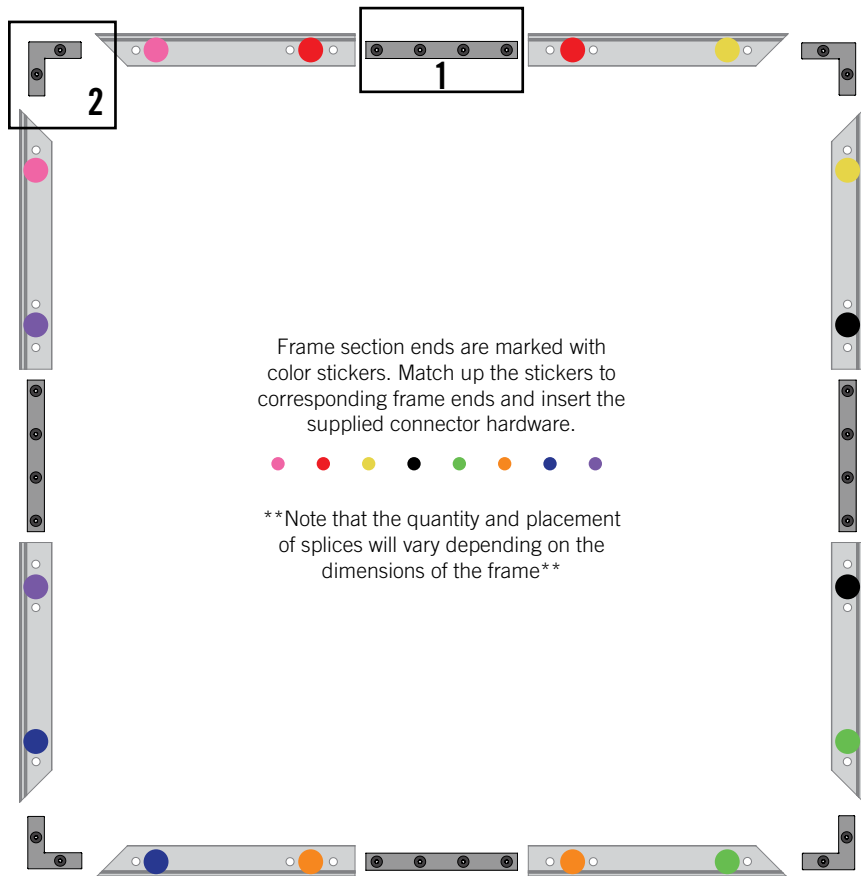 1
2
Frame section ends are marked with
color stickers. Match up the stickers to
corresponding frame ends and insert the
supplied connector hardware.
**Note that the quantity and placement
of splices will vary depending on the
dimensions of the frame**